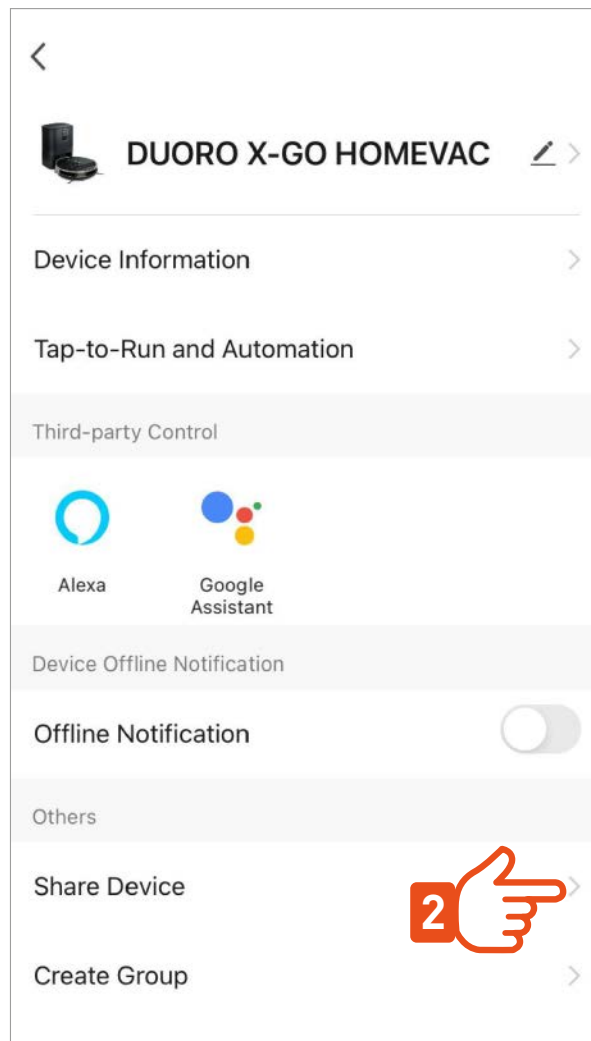 DUORO X-GO HOMEVAC
Device Information
Tap-to-Run and Automation
Third-party Control
Alexa
Google
Assistant
Device Offline Notification
Offline Notification
Others
Share Device
2
Create Group